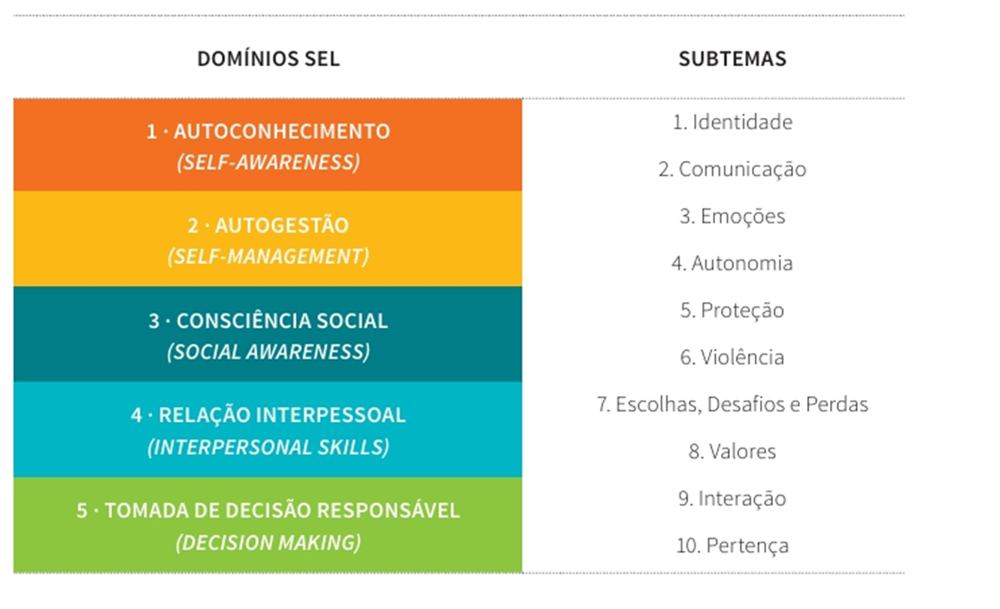 DOMÍNIOS SEL
SUBTEMAS
1 · AUTOCONHECIMENTO
(SELF-AWARENESS)
2 · AUTOGESTÃO
(SELF-MANAGEMENT)
3 · CONSCIÊNCIA SOCIAL
(SOCIAL AWARENESS)
4 · RELAÇÃO INTERPESSOAL
(INTERPERSONAL SKILLS)
5 · TOMADA DE DECISÃO RESPONSÁVEL
(DECISION MAKING)
1. Identidade
2. Comunicação
3. Emoções
4. Autonomia
5. Proteção
6. Violência
7. Escolhas, Desafios e Perdas
8. Valores
9. Interação
10. Pertença